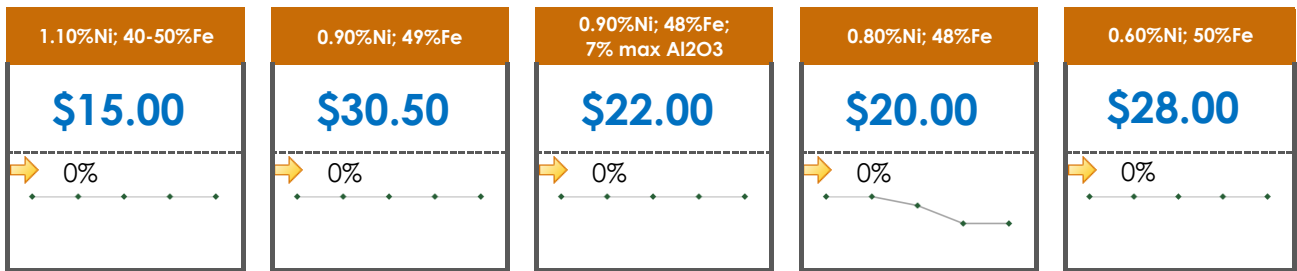 1.10%Ni; 40-50%Fe
$15.00
0%
0.90%Ni; 49%Fe
$30.50
0%
0.90%Ni; 48%Fe;
7% max Al2O3
$22.00
0%
0.80%Ni; 48%Fe
$20.00
0%
0.60%Ni; 50%Fe
$28.00
0%